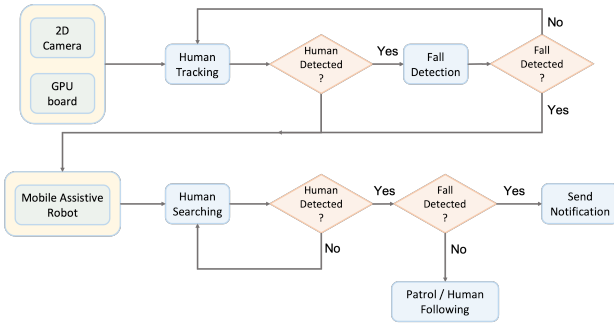 No
2D
Camera
GPU
board
Human
Tracking
Human
Detected
?
Yes
Fall
Detection
Fall
Detected
?
Yes
Mobile Assistive
Robot
Human
Searching
Human
Detected
?
Yes
Fall
Detected
?
Yes
Send
Notification
No
No
Patrol / Human
Following